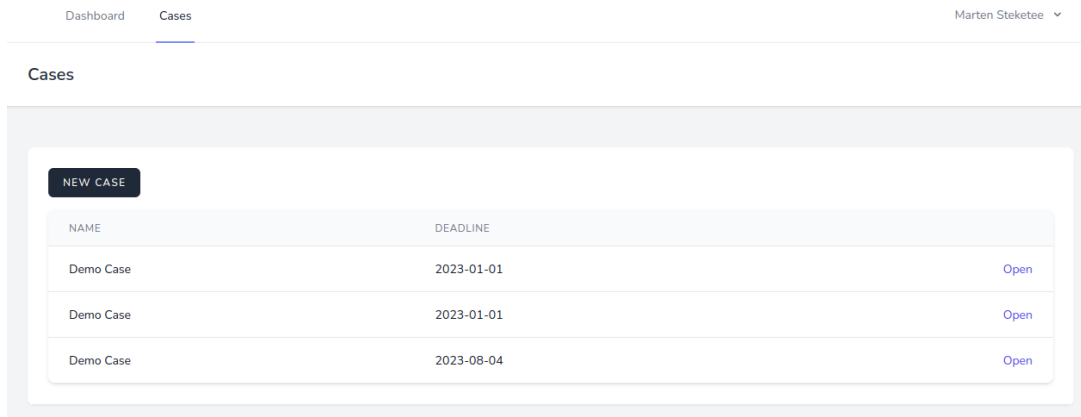 Dashboard Cases Marten Steketee
Cases
NEW CASE
NAME DEADLINE
Demo Case 2023-01-01 Open
Demo Case 2023-01-01 Open
Demo Case 2023-08-04 Open